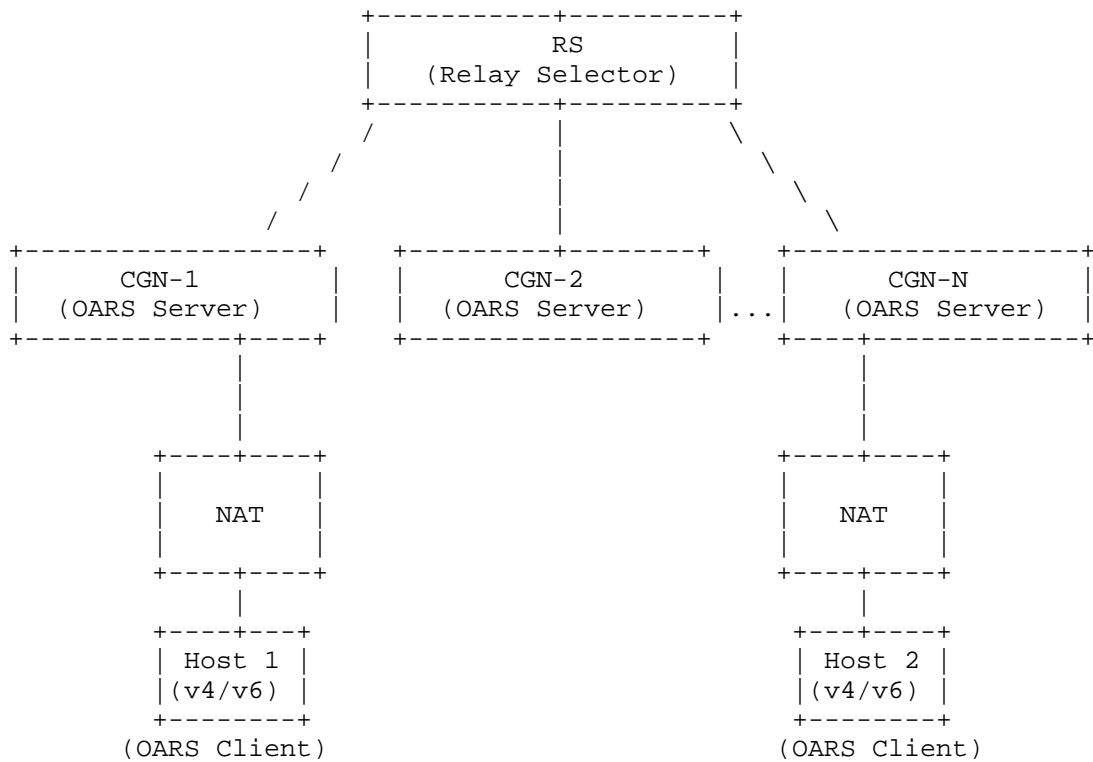 RS
(Relay Selector)
CGN-1 CGN-2 CGN-N
(OARS Server) (OARS Server) ... (OARS Server)
NAT NAT
Host 1 Host 2
(v4/v6) (v4/v6)
(OARS Client) (OARS Client)